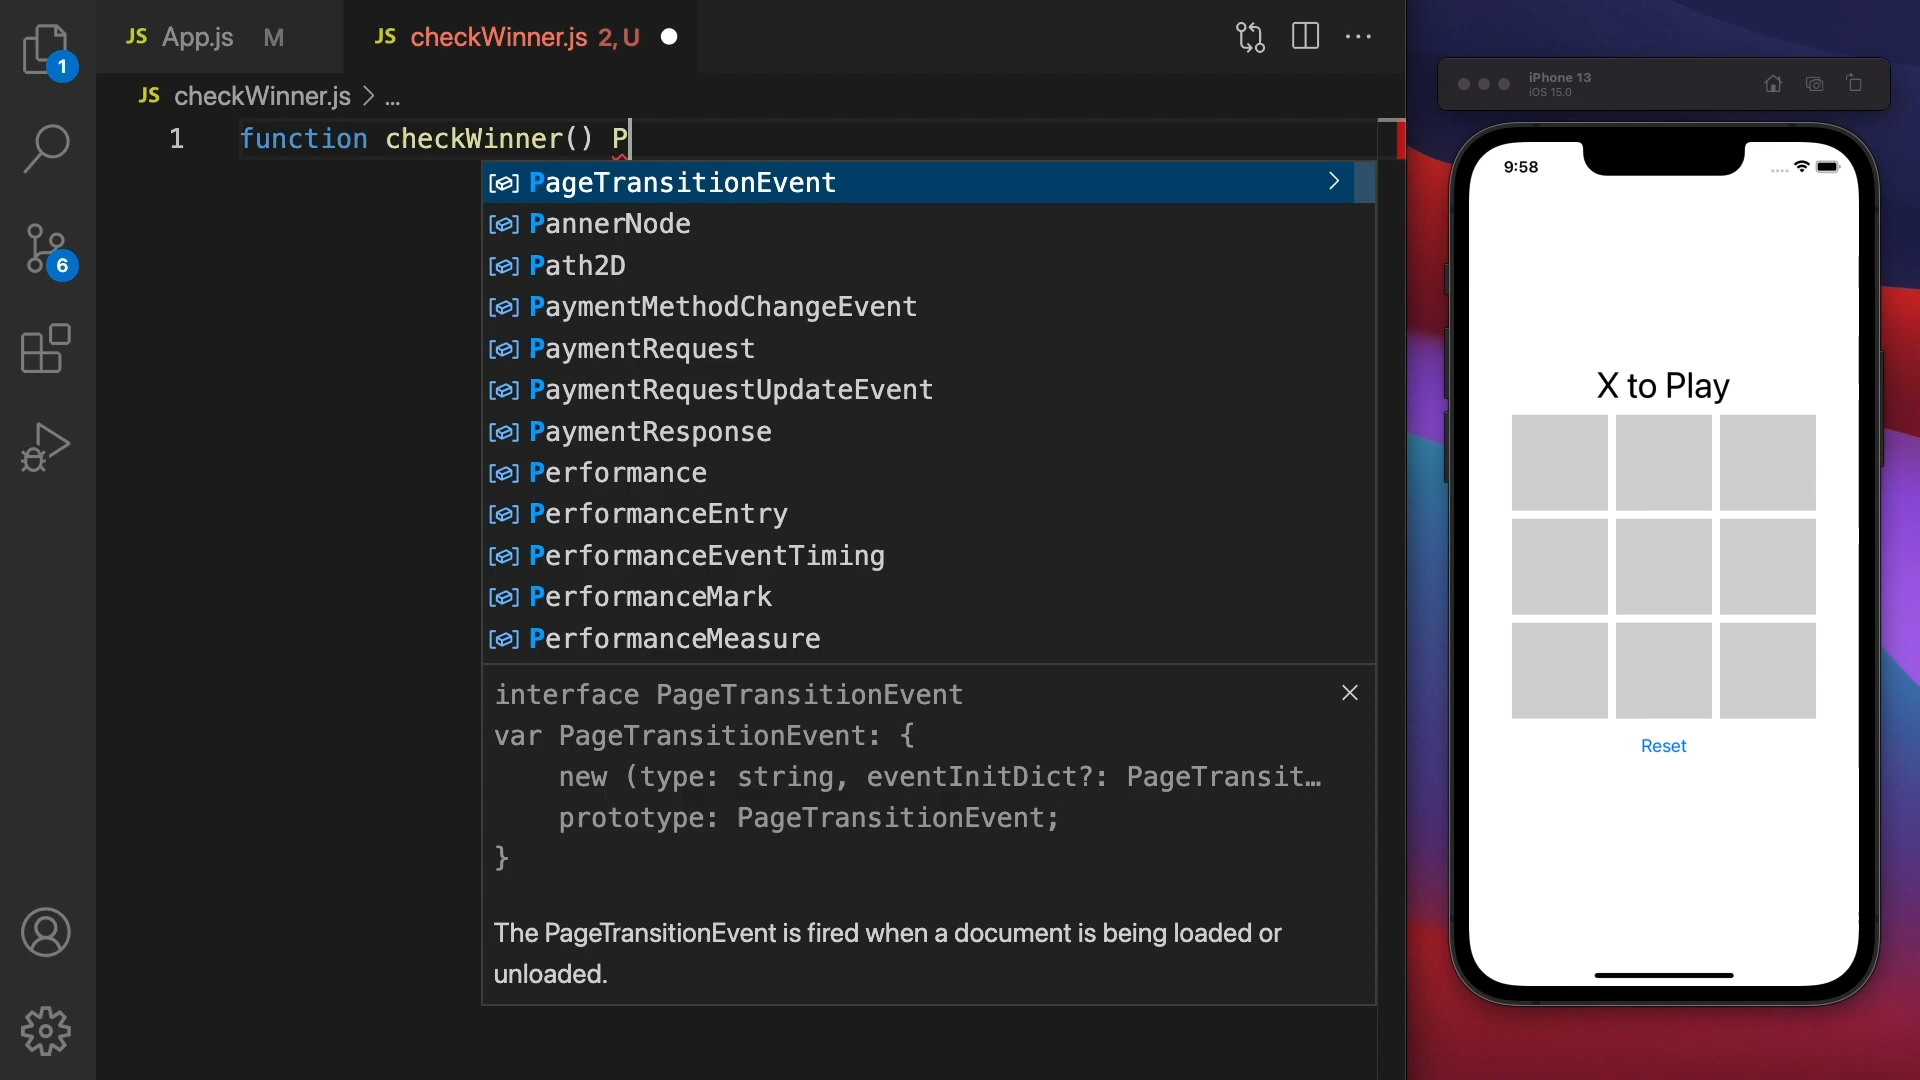 JS App.js M
JS checkWinner.js 2, U
JS checkWinner.js > ...
1 function checkWinner() P
PageTransitionEvent
PannerNode
Path2D
PaymentMethodChangeEvent
PaymentRequest
PaymentRequestUpdateEvent
PaymentResponse
Performance
PerformanceEntry
PerformanceEventTiming
PerformanceMark
PerformanceMeasure
interface PageTransitionEvent
var PageTransitionEvent: {
new (type: string, eventInitDict?: PageTransit…
prototype: PageTransitionEvent;
}
The PageTransitionEvent is fired when a document is being loaded or
unloaded.
1
6
iPhone 13
iOS 15.0
9:58
X to Play
Reset